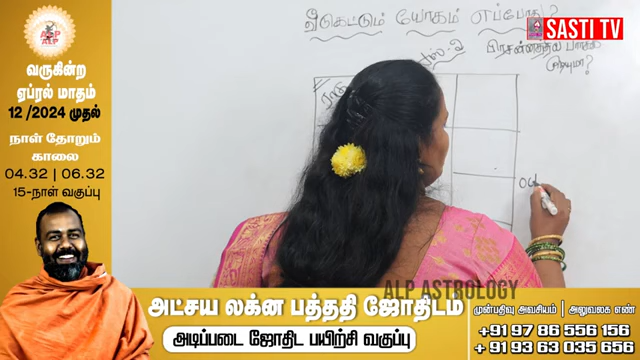 வீடுகட்டும் யோகம் எப்போது?
SASTI TV
ALP
வருகின்ற
ஏப்ரல் மாதம்
12 /2024 முதல்
நாள் தோறும்
காலை
04.32 | 06.32
15-நாள் வகுப்பு
ALP ASTROLOGY
அட்சய லக்ன பத்ததி ஜோதிடம்
அடிப்படை ஜோதிட பயிற்சி வகுப்பு
முன்பதிவு அவசியம் | அலுவலக எண்
+91 97 86 556 156
+ 91 93 63 035 656